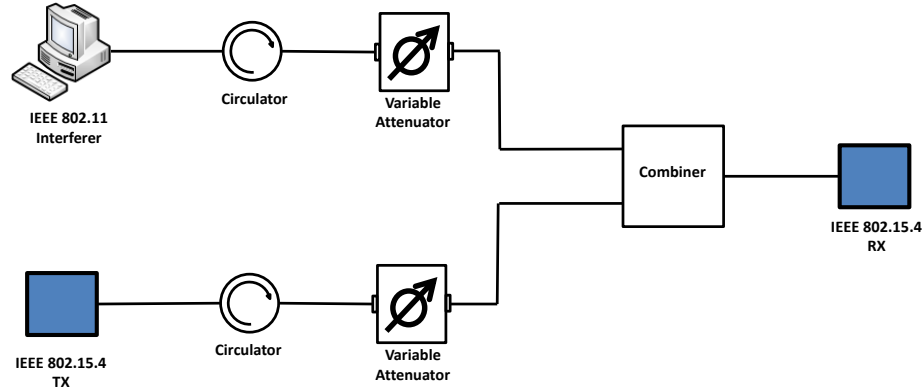 IEEE 802.11
Interferer
Circulator
Variable
Attenuator
Combiner
IEEE 802.15.4
RX
IEEE 802.15.4
TX
Circulator
Variable
Attenuator